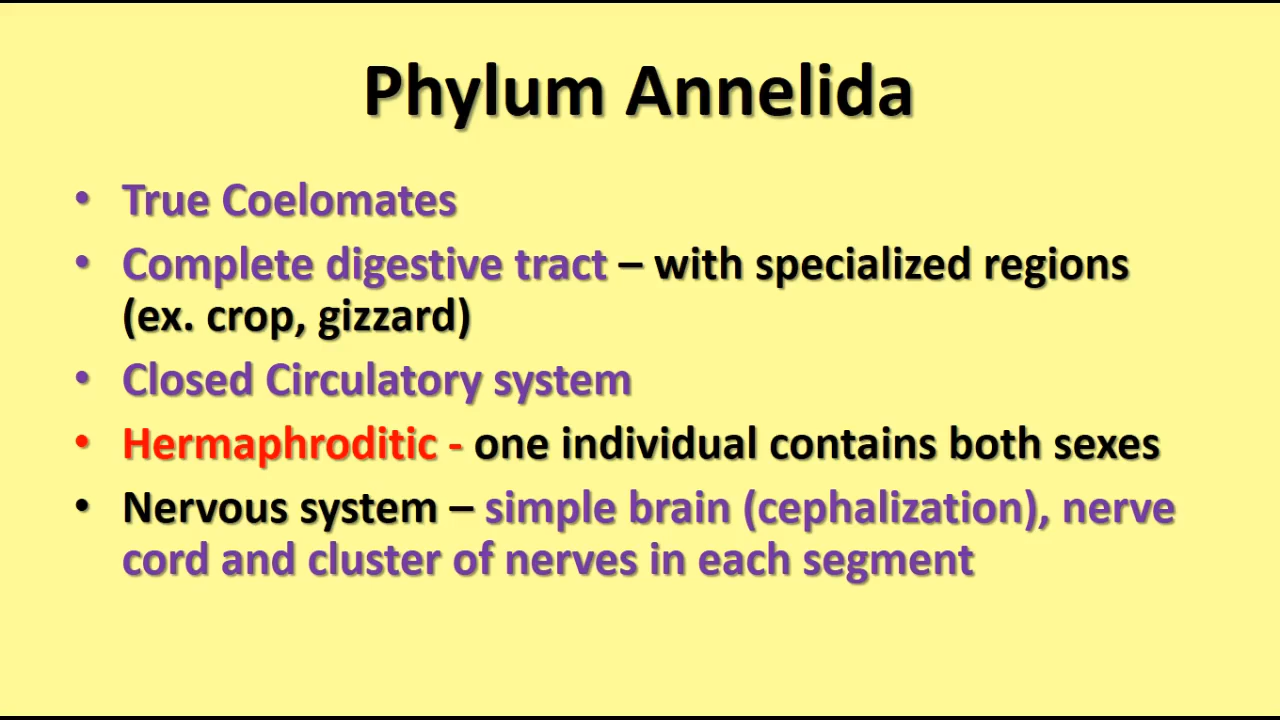 Phylum Annelida
• True Coelomates
• Complete digestive tract – with specialized regions
(ex. crop, gizzard)
• Closed Circulatory system
• Hermaphroditic - one individual contains both sexes
• Nervous system – simple brain (cephalization), nerve
cord and cluster of nerves in each segment